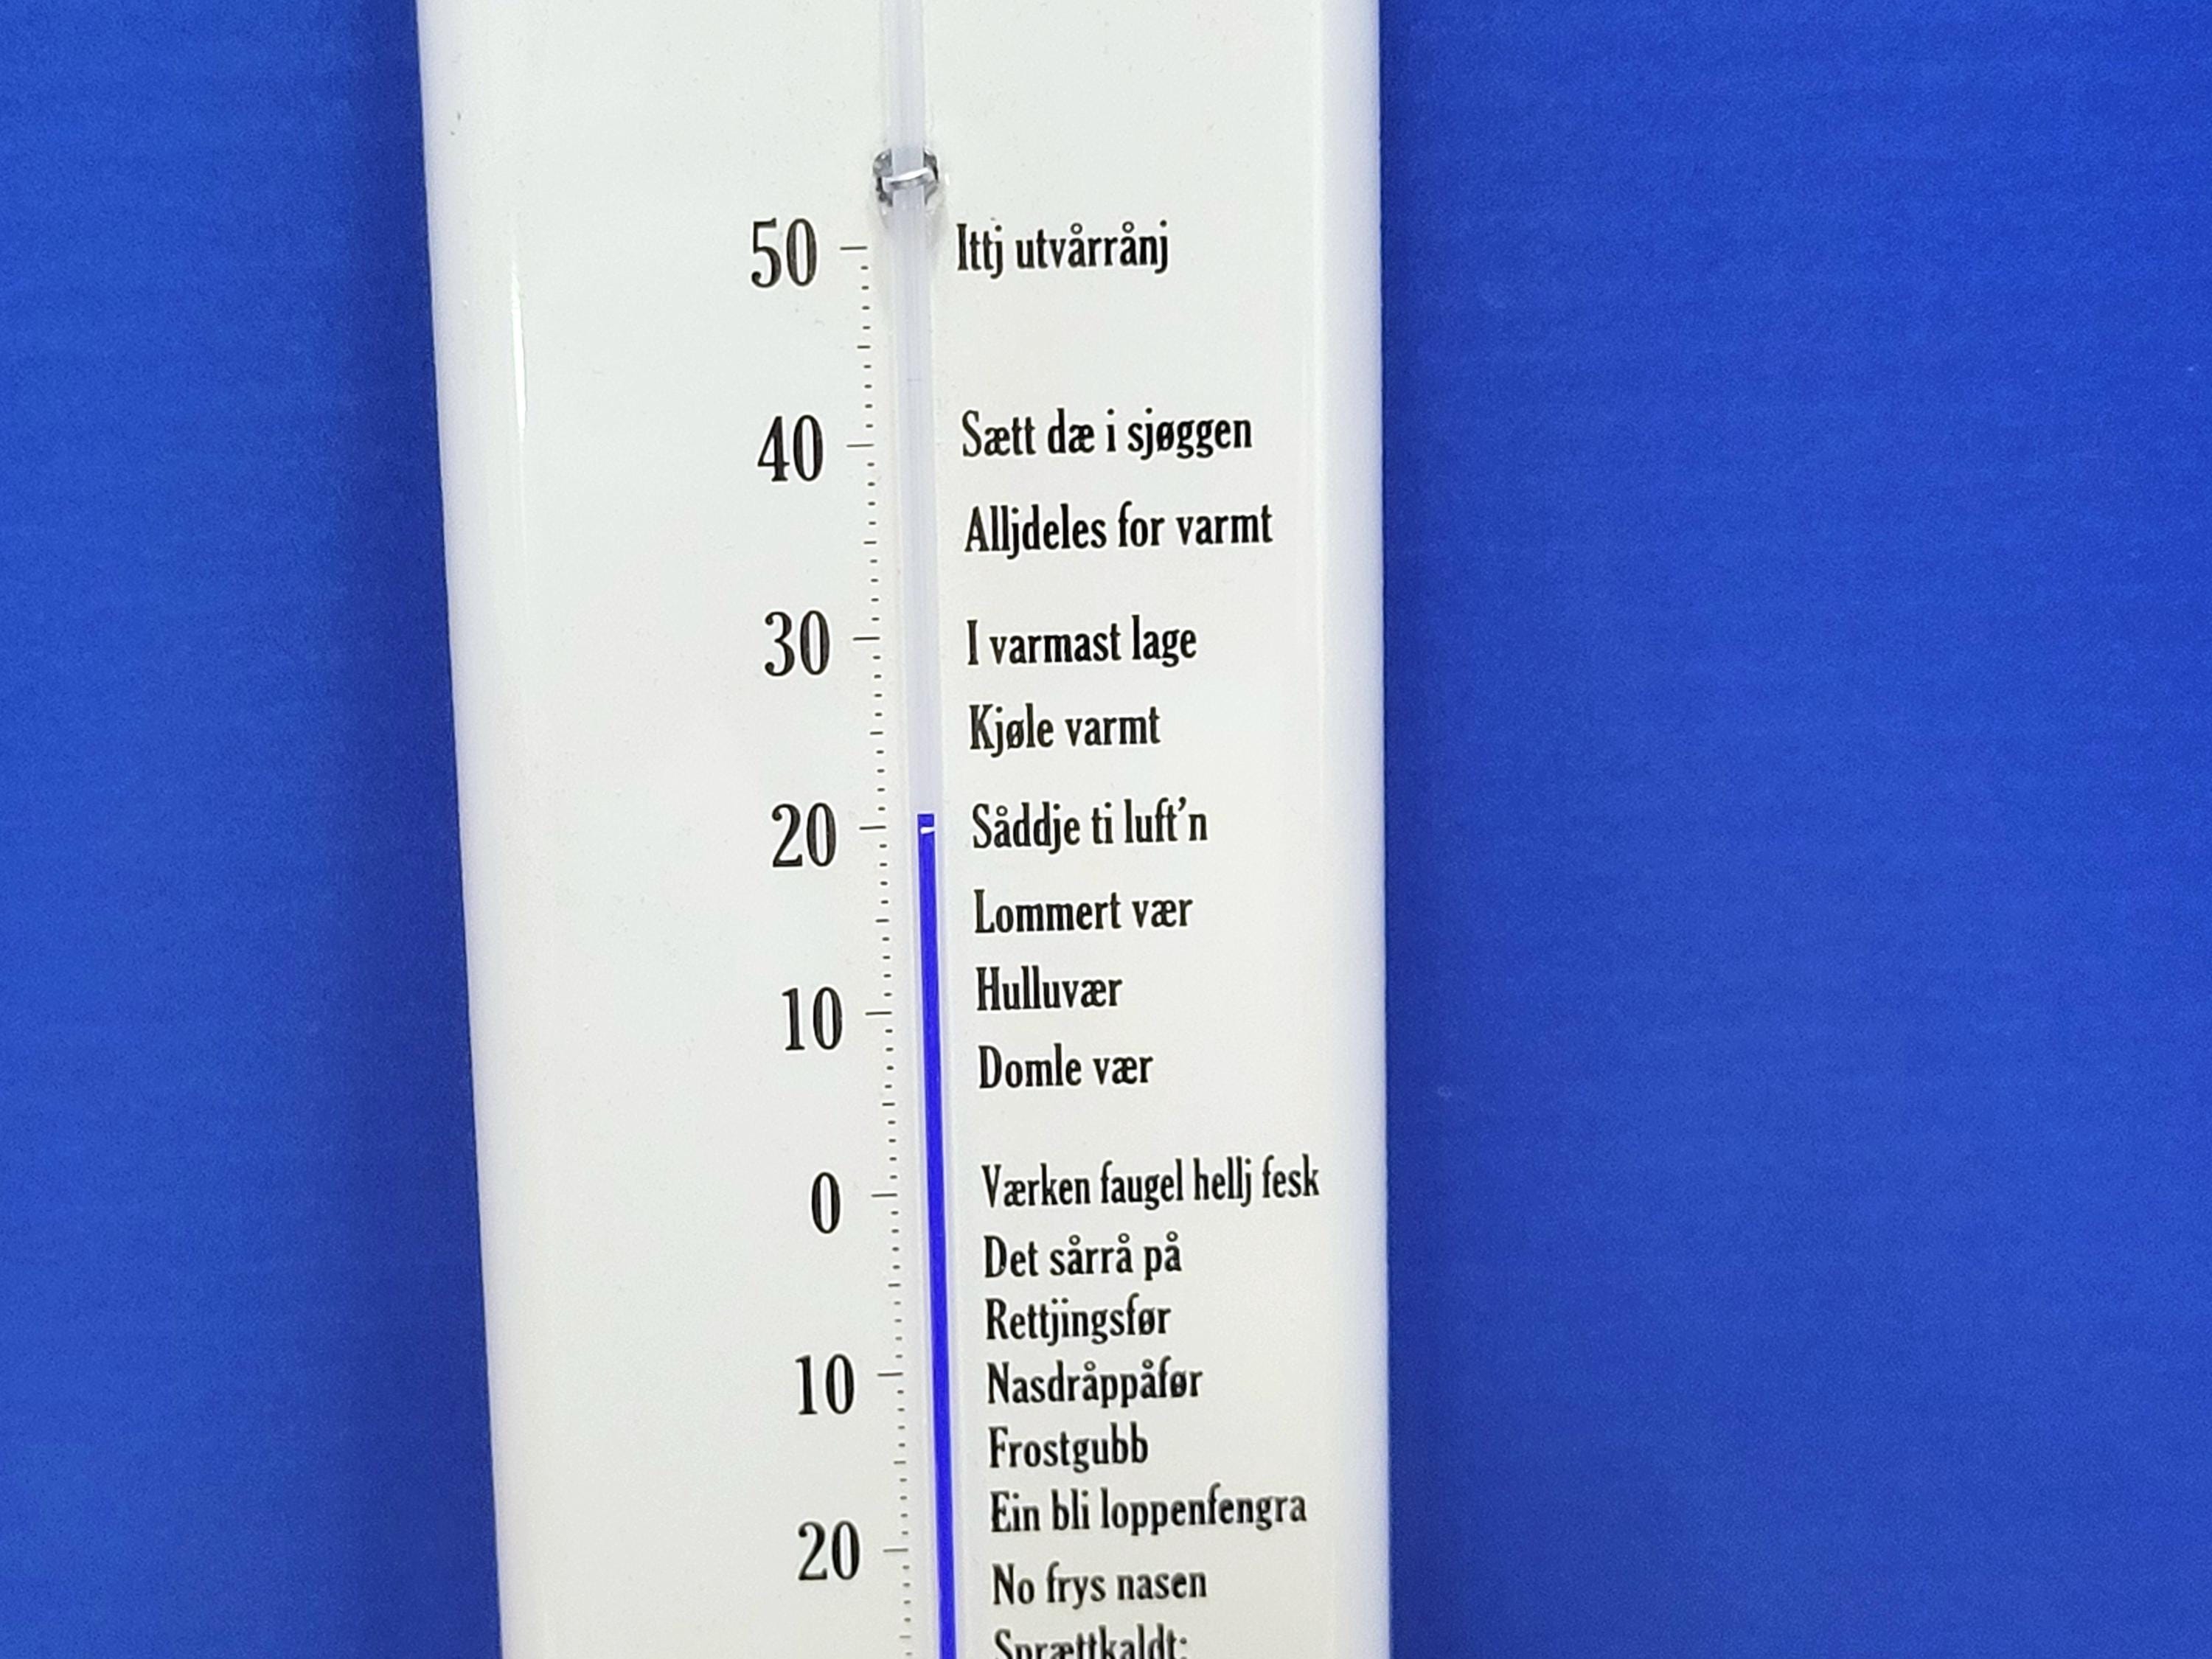 50 Ittj utvårrånj
40 Sætt dæ i sjøggen
Alljdeles for varmt
30 I varmast lage
Kjøle varmt
20 Såddje ti luft’n
Lommert vær
10 Hulluvær
Domle vær
0 Værken faugel hellj fesk
Det sårrå på
Rettjingsfør
10 Nasdråppåfør
Frostgubb
Ein bli loppenfengra
20 No frys nasen
Sprættkaldt: